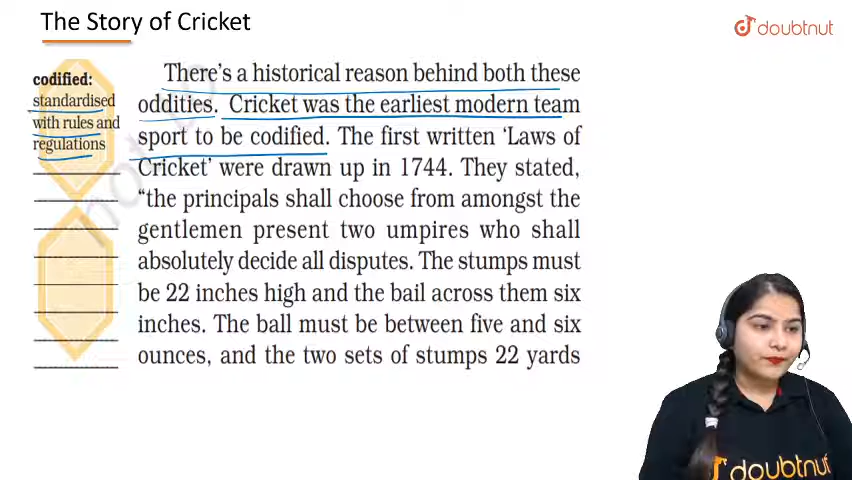 The Story of Cricket
doubtnut
codified:
standardised
with rules and
regulations
There's a historical reason behind both these
oddities. Cricket was the earliest modern team
sport to be codified. The first written 'Laws of
Cricket' were drawn up in 1744. They stated,
“the principals shall choose from amongst the
gentlemen present two umpires who shall
absolutely decide all disputes. The stumps must
be 22 inches high and the bail across them six
inches. The ball must be between five and six
ounces, and the two sets of stumps 22 yards
doubtnut